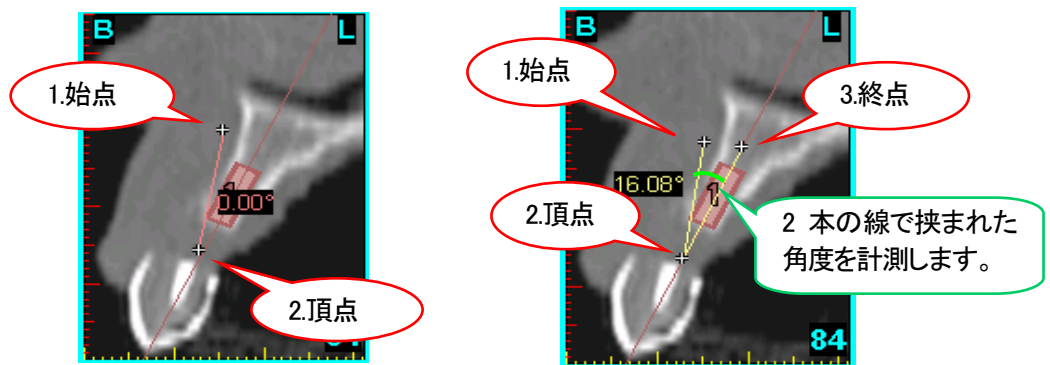 B
L
1.始点
0.00°
2.頂点
B
L
1.始点
3.終点
16.08°
1
2.頂点
2 本の線で挟まれた
角度を計測します。
84